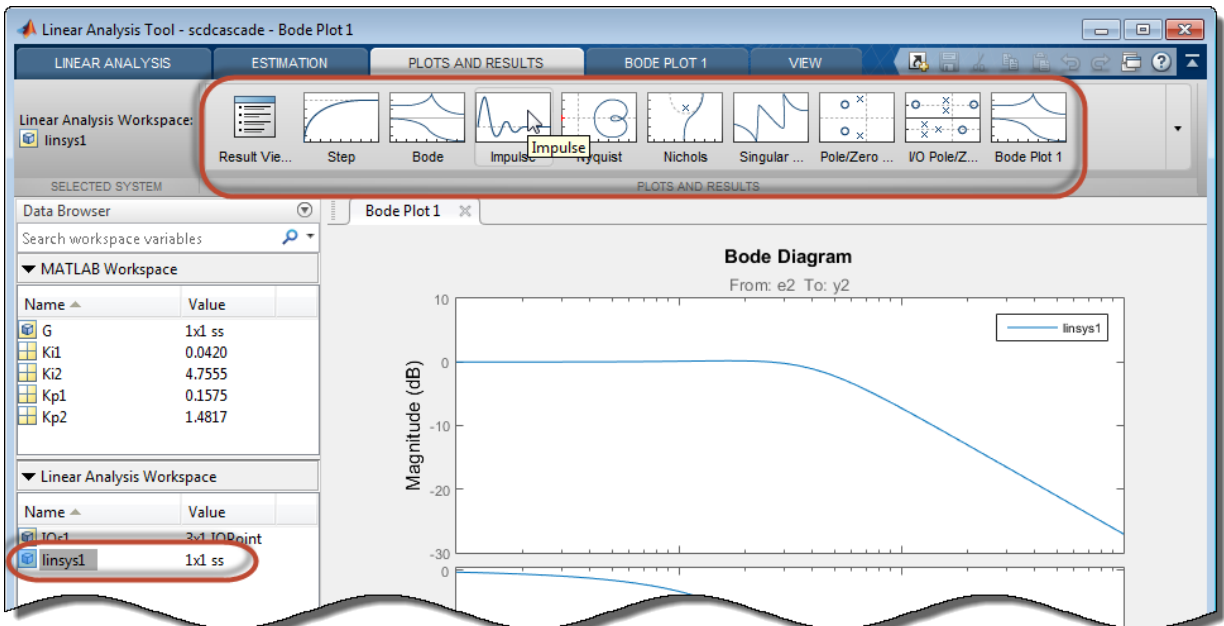 Linear Analysis Tool - scdcascade - Bode Plot 1
LINEAR ANALYSIS ESTIMATION PLOTS AND RESULTS BODE PLOT 1 VIEW
Linear Analysis Workspace:
linsys1
Result Vie... Step Bode Impulse Nyquist Nichols Singular ... Pole/Zero ... I/O Pole/Z... Bode Plot 1
Impulse
SELECTED SYSTEM PLOTS AND RESULTS
Data Browser
Search workspace variables
MATLAB Workspace
Name Value
G 1x1 ss
Ki1 0.0420
Ki2 4.7555
Kp1 0.1575
Kp2 1.4817
Linear Analysis Workspace
Name Value
IOs1 3x1 IOPoint
linsys1 1x1 ss
Bode Plot 1
Bode Diagram
From: e2 To: y2
linsys1
Magnitude (dB)
10
0
-10
-20
-30
0